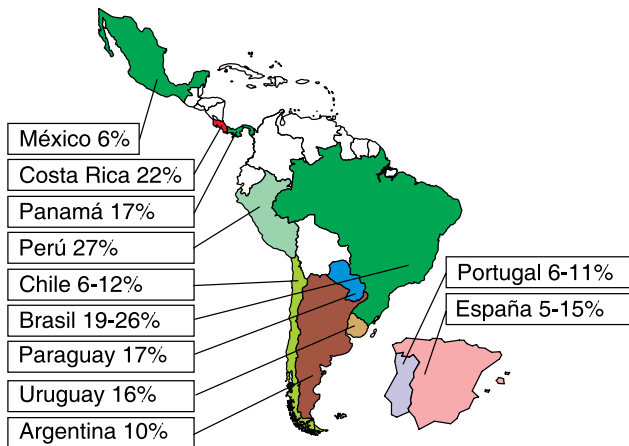 México 6%
Costa Rica 22%
Panamá 17%
Perú 27%
Chile 6-12%
Brasil 19-26%
Paraguay 17%
Uruguay 16%
Argentina 10%
Portugal 6-11%
España 5-15%